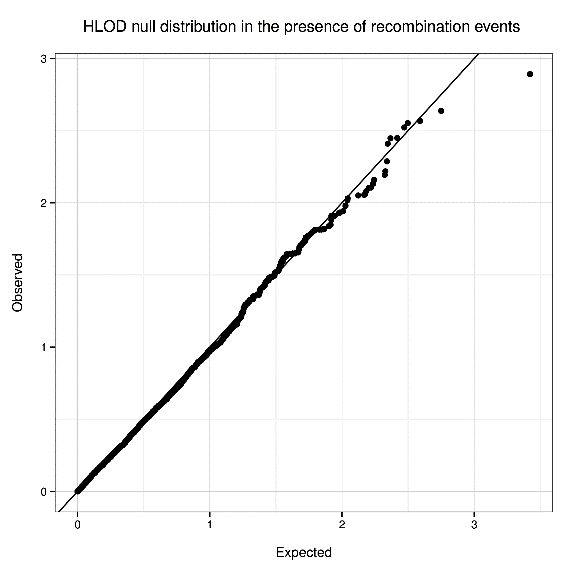 HLOD null distribution in the presence of recombination events
3
2
1
0
Observed
0 1 2 3
Expected